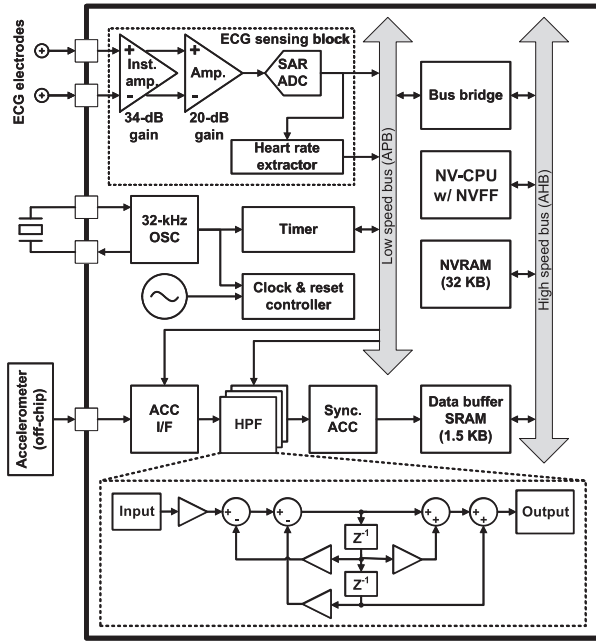 ECG electrodes
ECG sensing block
+
-
Inst.
amp.
34-dB
gain
+
-
Amp.
20-dB
gain
SAR
ADC
Heart rate
extractor
Low speed bus (APB)
High speed bus (AHB)
Bus bridge
NV-CPU
w/ NVFF
NVRAM
(32 KB)
32-kHz
OSC
Timer
Clock & reset
controller
Accelerometer
(off-chip)
ACC
I/F
HPF
Sync.
ACC
Data buffer
SRAM
(1.5 KB)
Input
+
-
+
-
+
+
+
+
Output
Z-1
Z-1